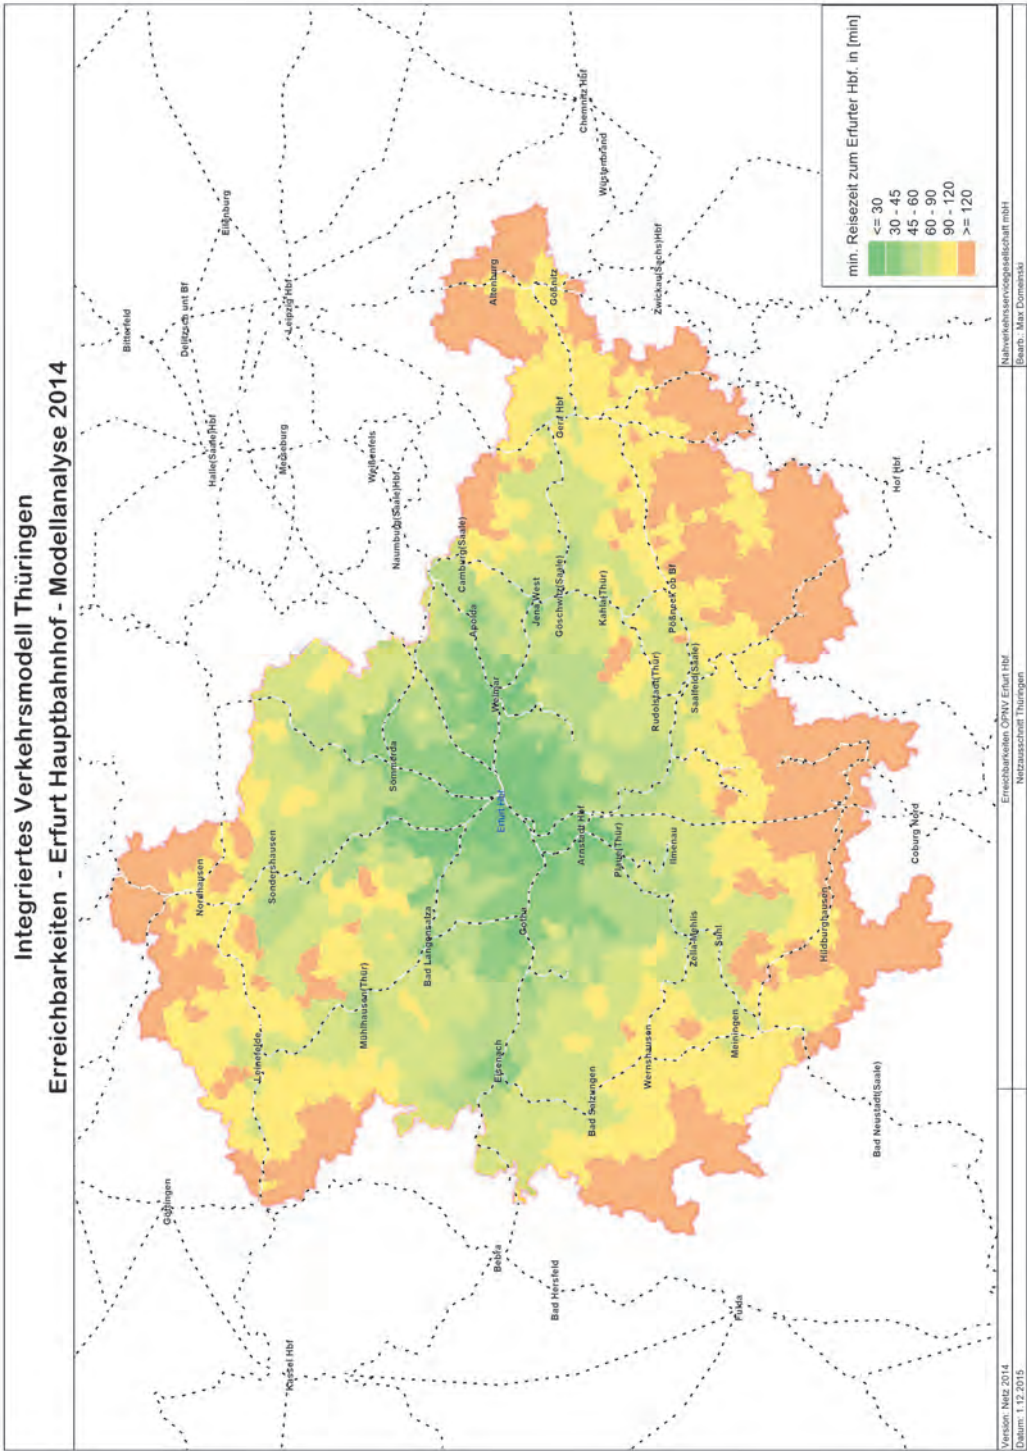 Integriertes Verkehrsmodell Thüringen
Erreichbarkeiten - Erfurt Hauptbahnhof - Modellanalyse 2014
Bitterfeld
Delitzsch unt Bf
Eilenburg
Halle(Saale)Hbf
Leipzig Hbf
Merseburg
Weißenfels
Naumburg(Saale)Hbf
Göttingen
Kassel Hbf
Nordhausen
Leinefelde
Sondershausen
Mühlhausen(Thür)
Sömmerda
Bad Langensalza
Camburg(Saale)
Apolda
Altenburg
Chemnitz Hbf
Wüstenbrand
Bebra
Eisenach
Gotha
Erfurt Hbf
Weimar
Jena West
Göschwitz(Saale)
Gera Hbf
Gößnitz
Bad Hersfeld
Bad Salzungen
Arnstadt Hbf
Plaue(Thür)
Kahla(Thür)
Zwickau(Sachs)Hbf
Wernshausen
Ilmenau
Rudolstadt(Thür)
Pößneck ob Bf
Zella-Mehlis
Suhl
Saalfeld(Saale)
Fulda
Meiningen
Hildburghausen
Bad Neustadt(Saale)
Coburg Nord
Hof Hbf
min. Reisezeit zum Erfurter Hbf. in [min]
<= 30
30 - 45
45 - 60
60 - 90
90 - 120
>= 120
Version: Netz 2014
Erreichbarkeiten ÖPNV Erfurt Hbf.
Nahverkehrsservicegesellschaft mbH
Datum: 1.12.2015
Netzausschnitt Thüringen
Bearb.: Max Domeinski